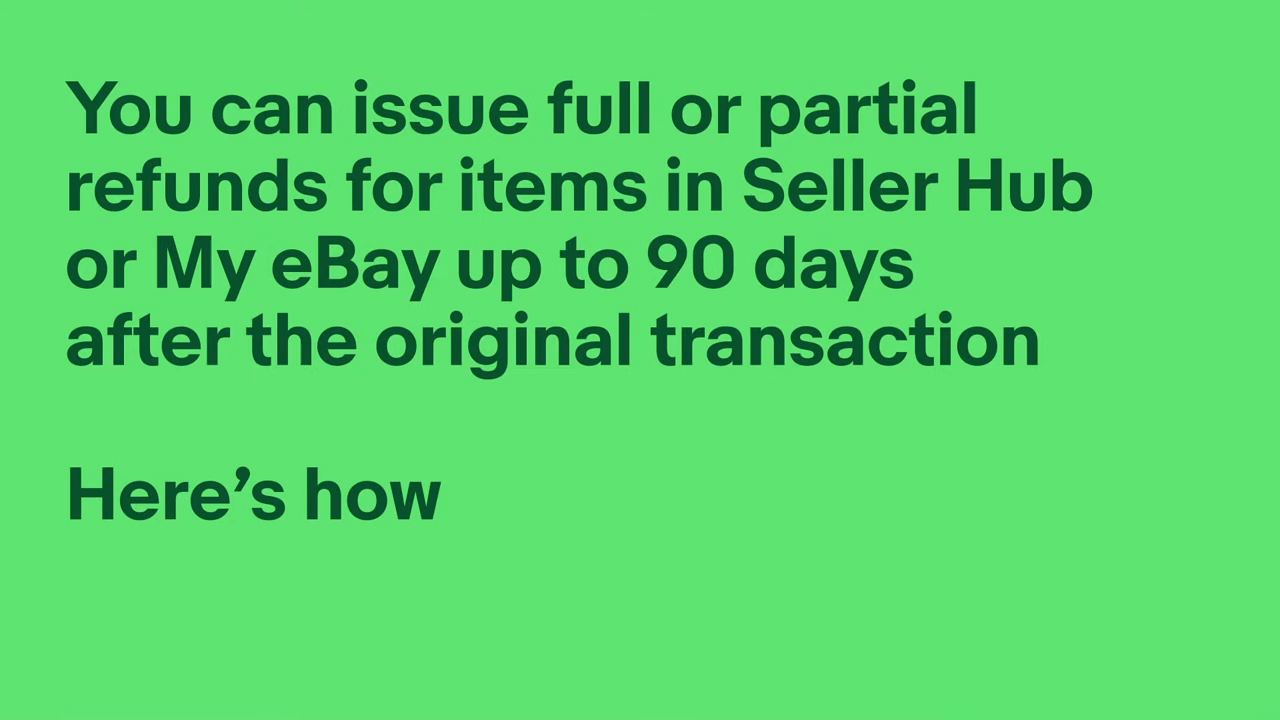 You can issue full or partial
refunds for items in Seller Hub
or My eBay up to 90 days
after the original transaction
Here’s how